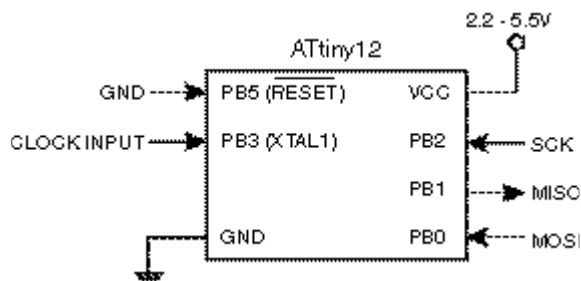 2.2 - 5.5V
ATtiny12
GND PB5 (RESET) VCC
CLOCK INPUT PB3 (XTAL1) PB2 SCK
PB1 MISO
GND PB0 MOSI